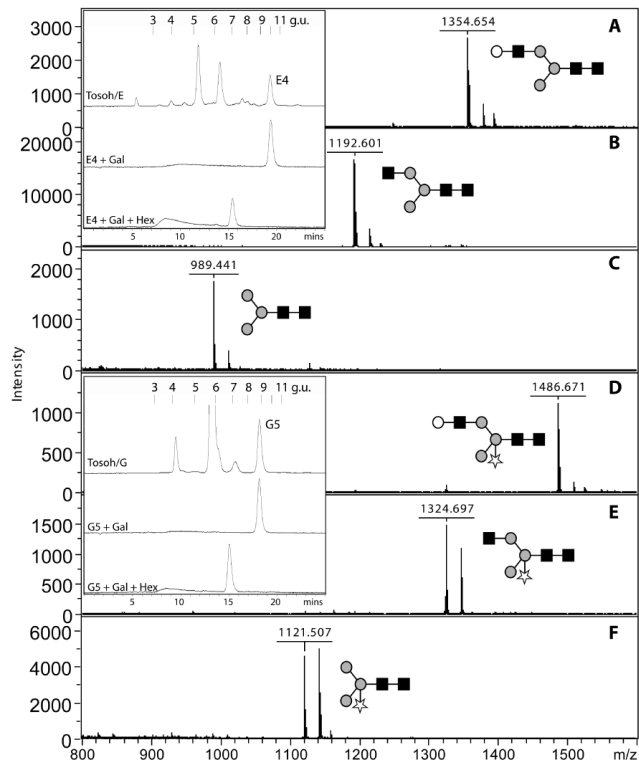 3 4 5 6 7 8 9 11 g.u.
A
1354.654
3000
2000
1000
0
E4
Tosoh/E
E4 + Gal
E4 + Gal + Hex
5 10 15 20 mins
B
1192.601
20000
10000
0
C
989.441
2000
1000
0
Intensity
3 4 5 6 7 8 9 11 g.u.
D
1486.671
1000
500
0
G5
Tosoh/G
G5 + Gal
G5 + Gal + Hex
5 10 15 20 mins
E
1324.697
1500
1000
500
0
F
1121.507
6000
4000
2000
0
800 900 1000 1100 1200 1300 1400 1500 m/z